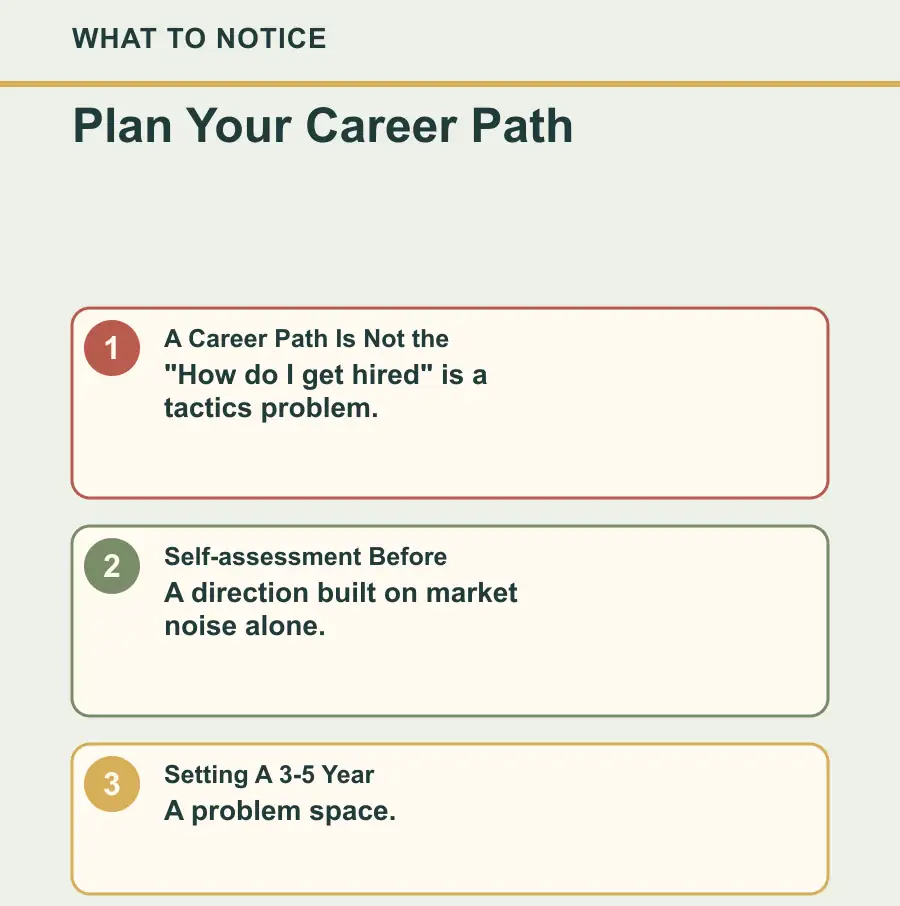 WHAT TO NOTICE
Plan Your Career Path
1
A Career Path Is Not the
"How do I get hired" is a
tactics problem.
2
Self-assessment Before
A direction built on market
noise alone.
3
Setting A 3-5 Year
A problem space.